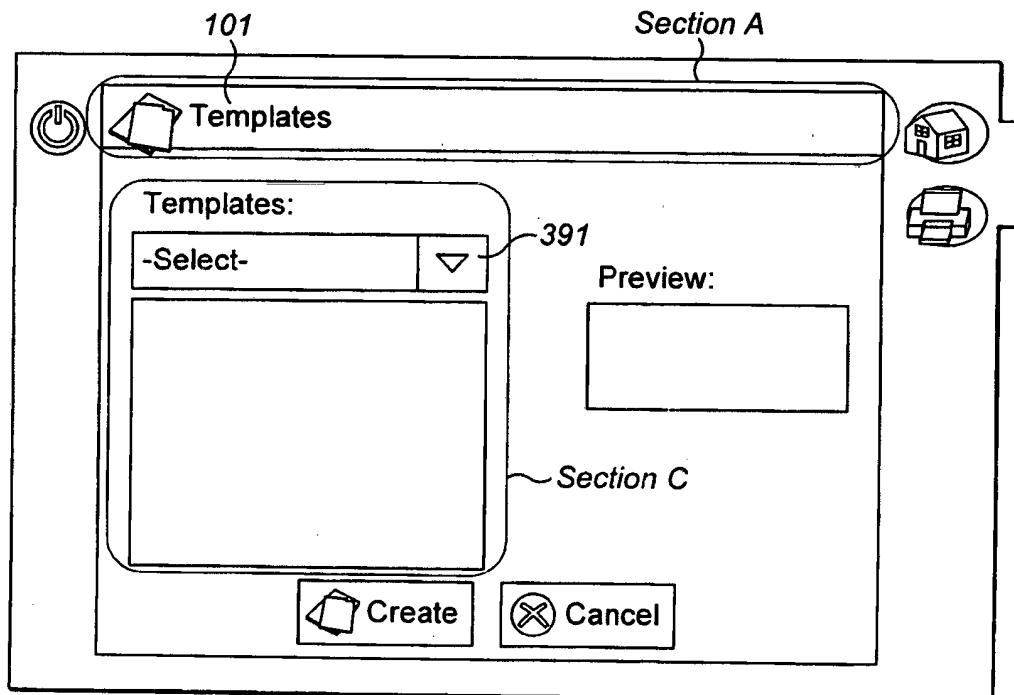 101
Section A
Templates
Templates:
-Select-
391
Preview:
Section C
Create
Cancel